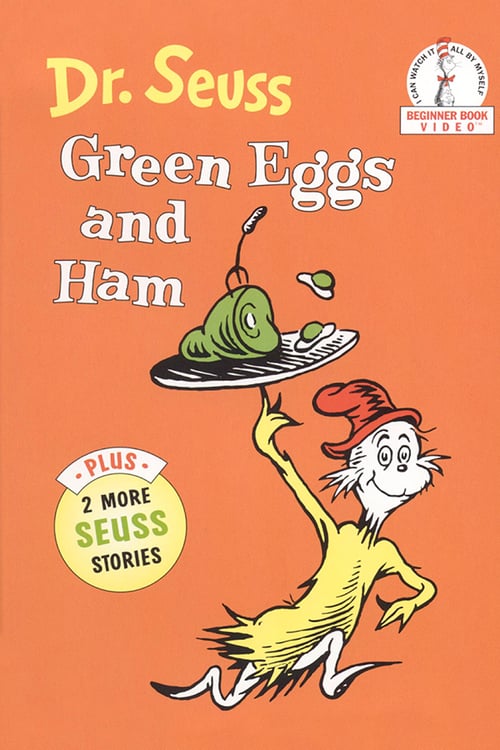 Dr. Seuss
Green Eggs
and
Ham
I CAN WATCH IT ALL BY MYSELF
BEGINNER BOOK
VIDEO™
·PLUS·
2 MORE
SEUSS
STORIES